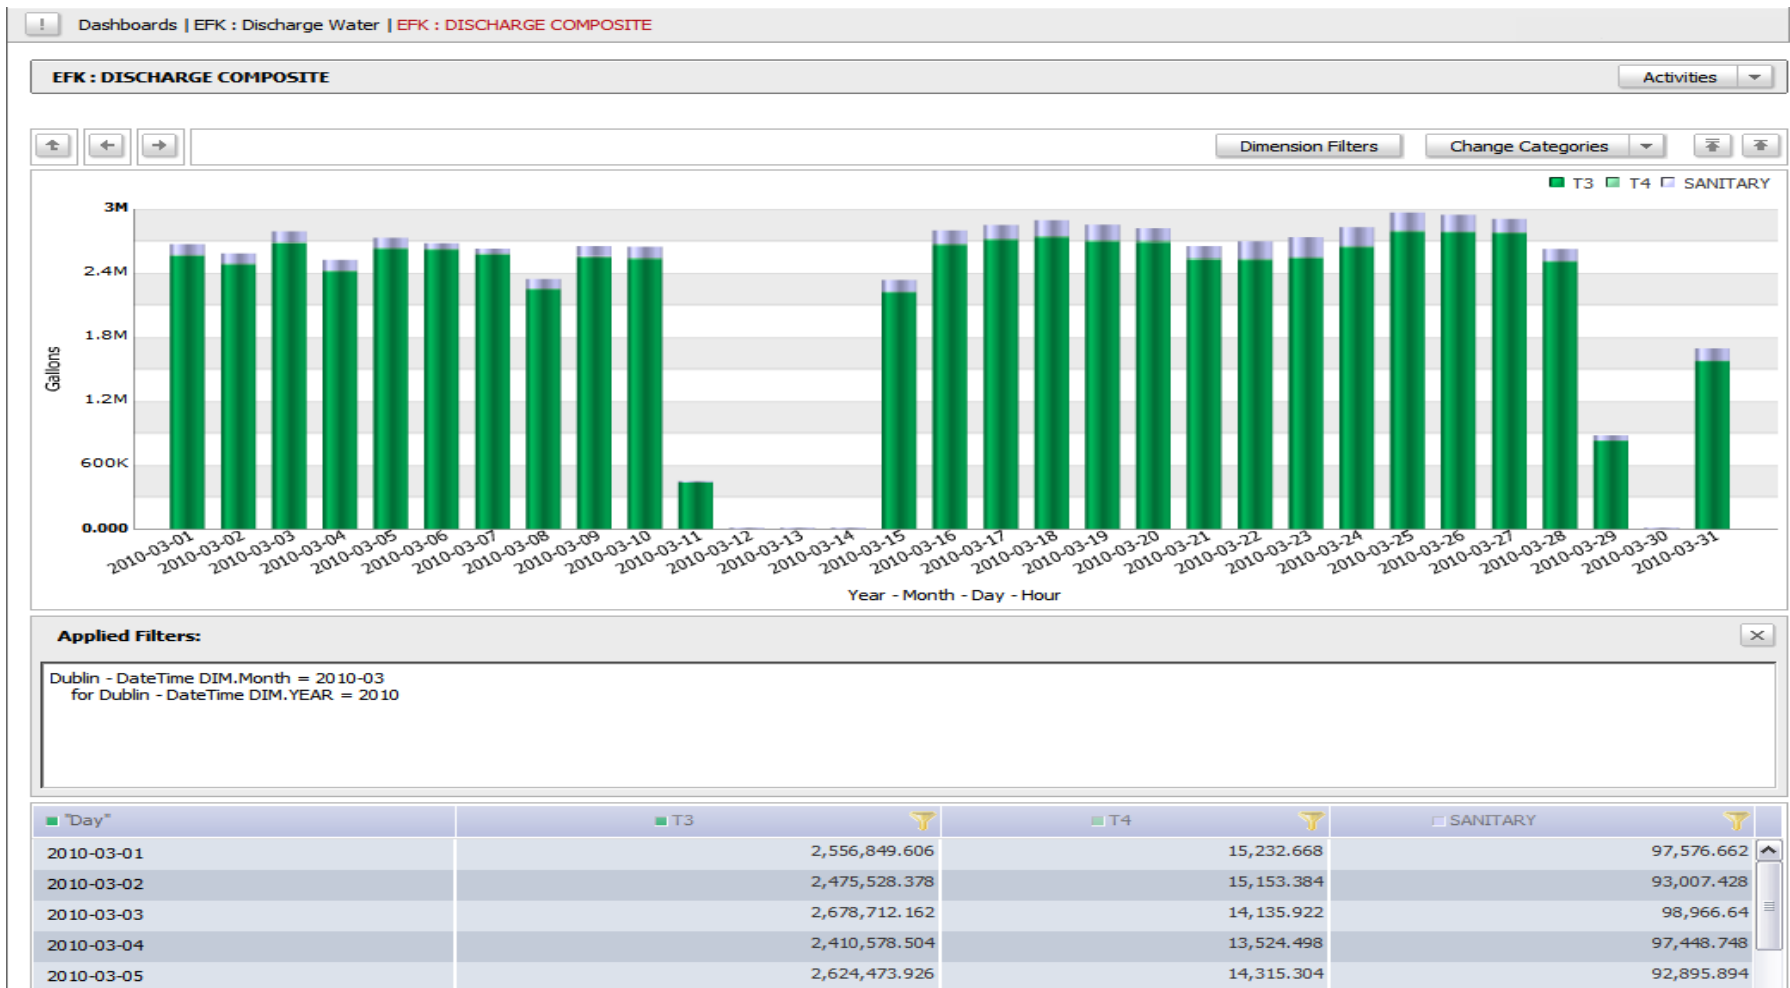 ! Dashboards | EFK : Discharge Water | EFK : DISCHARGE COMPOSITE
EFK : DISCHARGE COMPOSITE Activities
Dimension Filters Change Categories
T3 T4 SANITARY
3M
2.4M
1.8M
1.2M
600K
0.000
Gallons
2010-03-01 2010-03-02 2010-03-03 2010-03-04 2010-03-05 2010-03-06 2010-03-07 2010-03-08 2010-03-09 2010-03-10 2010-03-11 2010-03-12 2010-03-13 2010-03-14 2010-03-15 2010-03-16 2010-03-17 2010-03-18 2010-03-19 2010-03-20 2010-03-21 2010-03-22 2010-03-23 2010-03-24 2010-03-25 2010-03-26 2010-03-27 2010-03-28 2010-03-29 2010-03-30 2010-03-31
Year - Month - Day - Hour
Applied Filters:
Dublin - DateTime DIM.Month = 2010-03
for Dublin - DateTime DIM.YEAR = 2010
"Day" T3 T4 SANITARY
2010-03-01 2,556,849.606 15,232.668 97,576.662
2010-03-02 2,475,528.378 15,153.384 93,007.428
2010-03-03 2,678,712.162 14,135.922 98,966.64
2010-03-04 2,410,578.504 13,524.498 97,448.748
2010-03-05 2,624,473.926 14,315.304 92,895.894